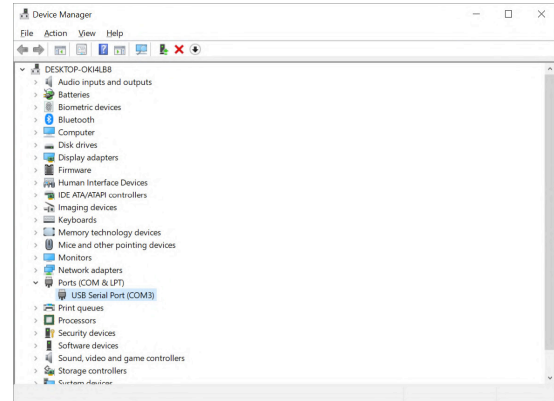 Device Manager
File Action View Help
DESKTOP-OKI4LB8
Audio inputs and outputs
Batteries
Biometric devices
Bluetooth
Computer
Disk drives
Display adapters
Firmware
Human Interface Devices
IDE ATA/ATAPI controllers
Imaging devices
Keyboards
Memory technology devices
Mice and other pointing devices
Monitors
Network adapters
Ports (COM & LPT)
USB Serial Port (COM3)
Print queues
Processors
Security devices
Software devices
Sound, video and game controllers
Storage controllers
System devices